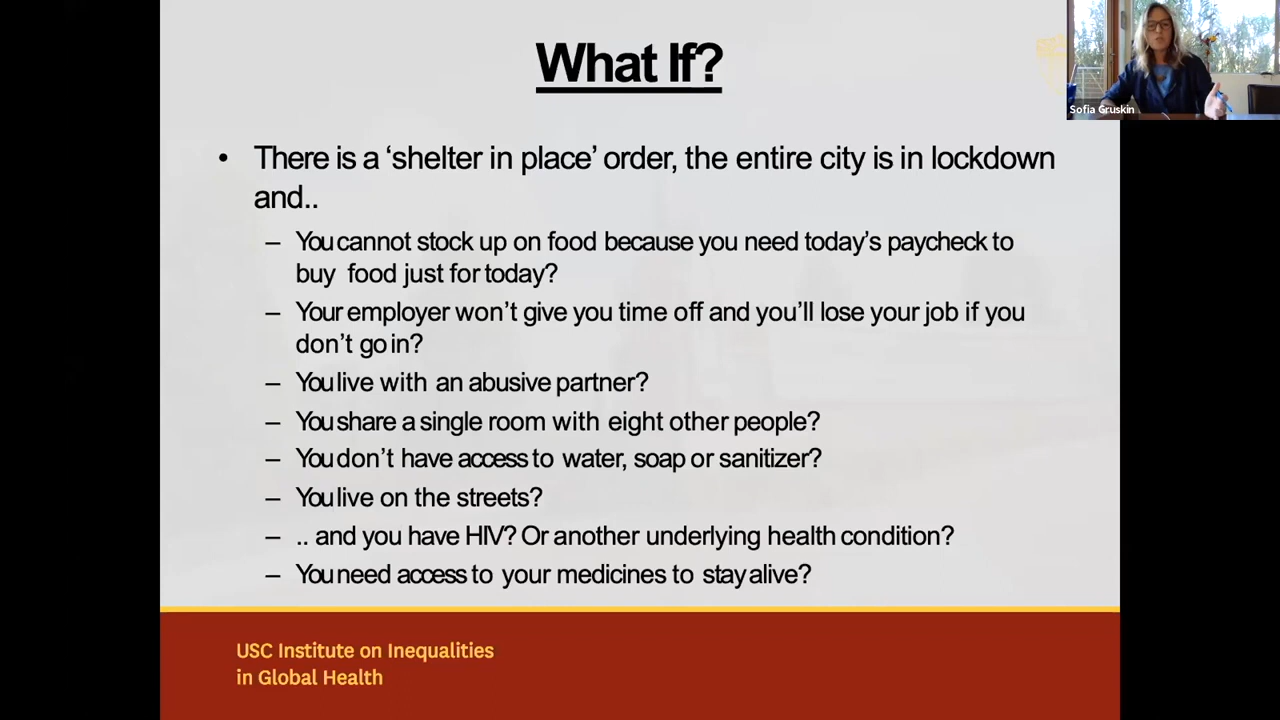 What If?
Sofia Gruskin
• There is a ‘shelter in place’ order, the entire city is in lockdown
and..
– You cannot stock up on food because you need today’s paycheck to
buy food just for today?
– Your employer won’t give you time off and you’ll lose your job if you
don’t go in?
– You live with an abusive partner?
– You share a single room with eight other people?
– You don’t have access to water, soap or sanitizer?
– You live on the streets?
– .. and you have HIV? Or another underlying health condition?
– You need access to your medicines to stay alive?
USC Institute on Inequalities
in Global Health